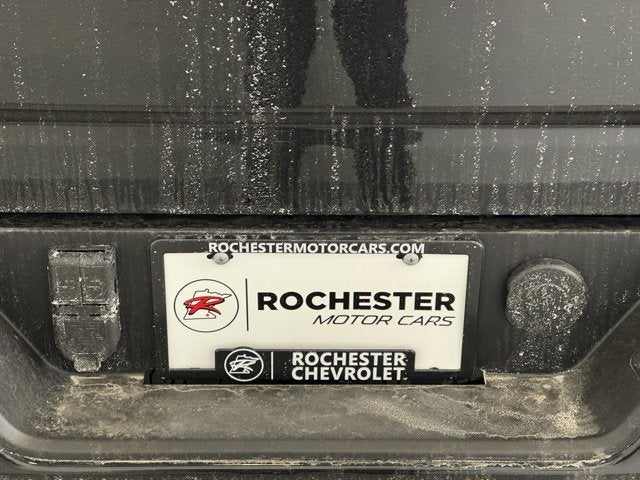 ROCHESTERMOTORCARS.COM
R
ROCHESTER
MOTOR CARS
R
ROCHESTER
CHEVROLET